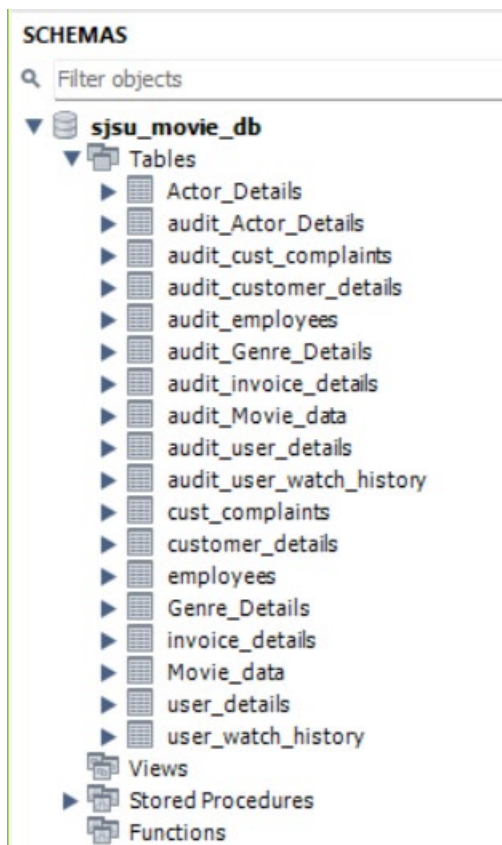 SCHEMAS
Filter objects
sjsu_movie_db
Tables
Actor_Details
audit_Actor_Details
audit_cust_complaints
audit_customer_details
audit_employees
audit_Genre_Details
audit_invoice_details
audit_Movie_data
audit_user_details
audit_user_watch_history
cust_complaints
customer_details
employees
Genre_Details
invoice_details
Movie_data
user_details
user_watch_history
Views
Stored Procedures
Functions